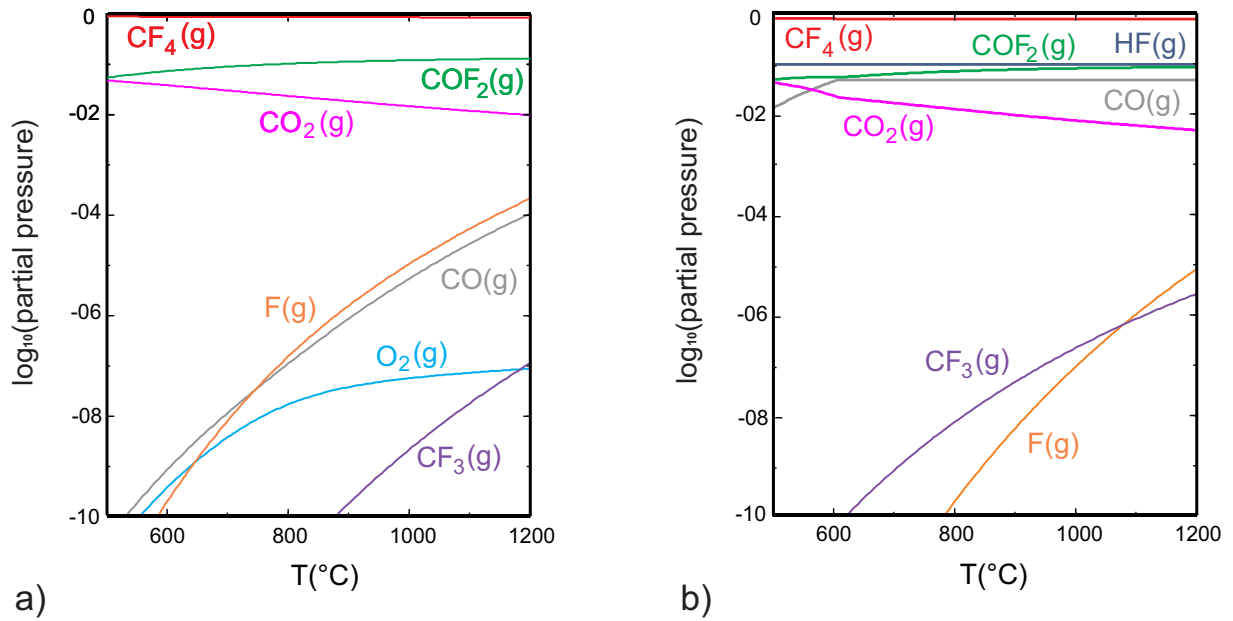 0
-02
-04
-06
-08
-10
600
800
1000
1200
log₁₀(partial pressure)
T(°C)
CF₄(g)
COF₂(g)
CO₂(g)
F(g)
CO(g)
O₂(g)
CF₃(g)
a)
0
-02
-04
-06
-08
-10
600
800
1000
1200
log₁₀(partial pressure)
T(°C)
CF₄(g)
COF₂(g)
HF(g)
CO(g)
CO₂(g)
CF₃(g)
F(g)
b)